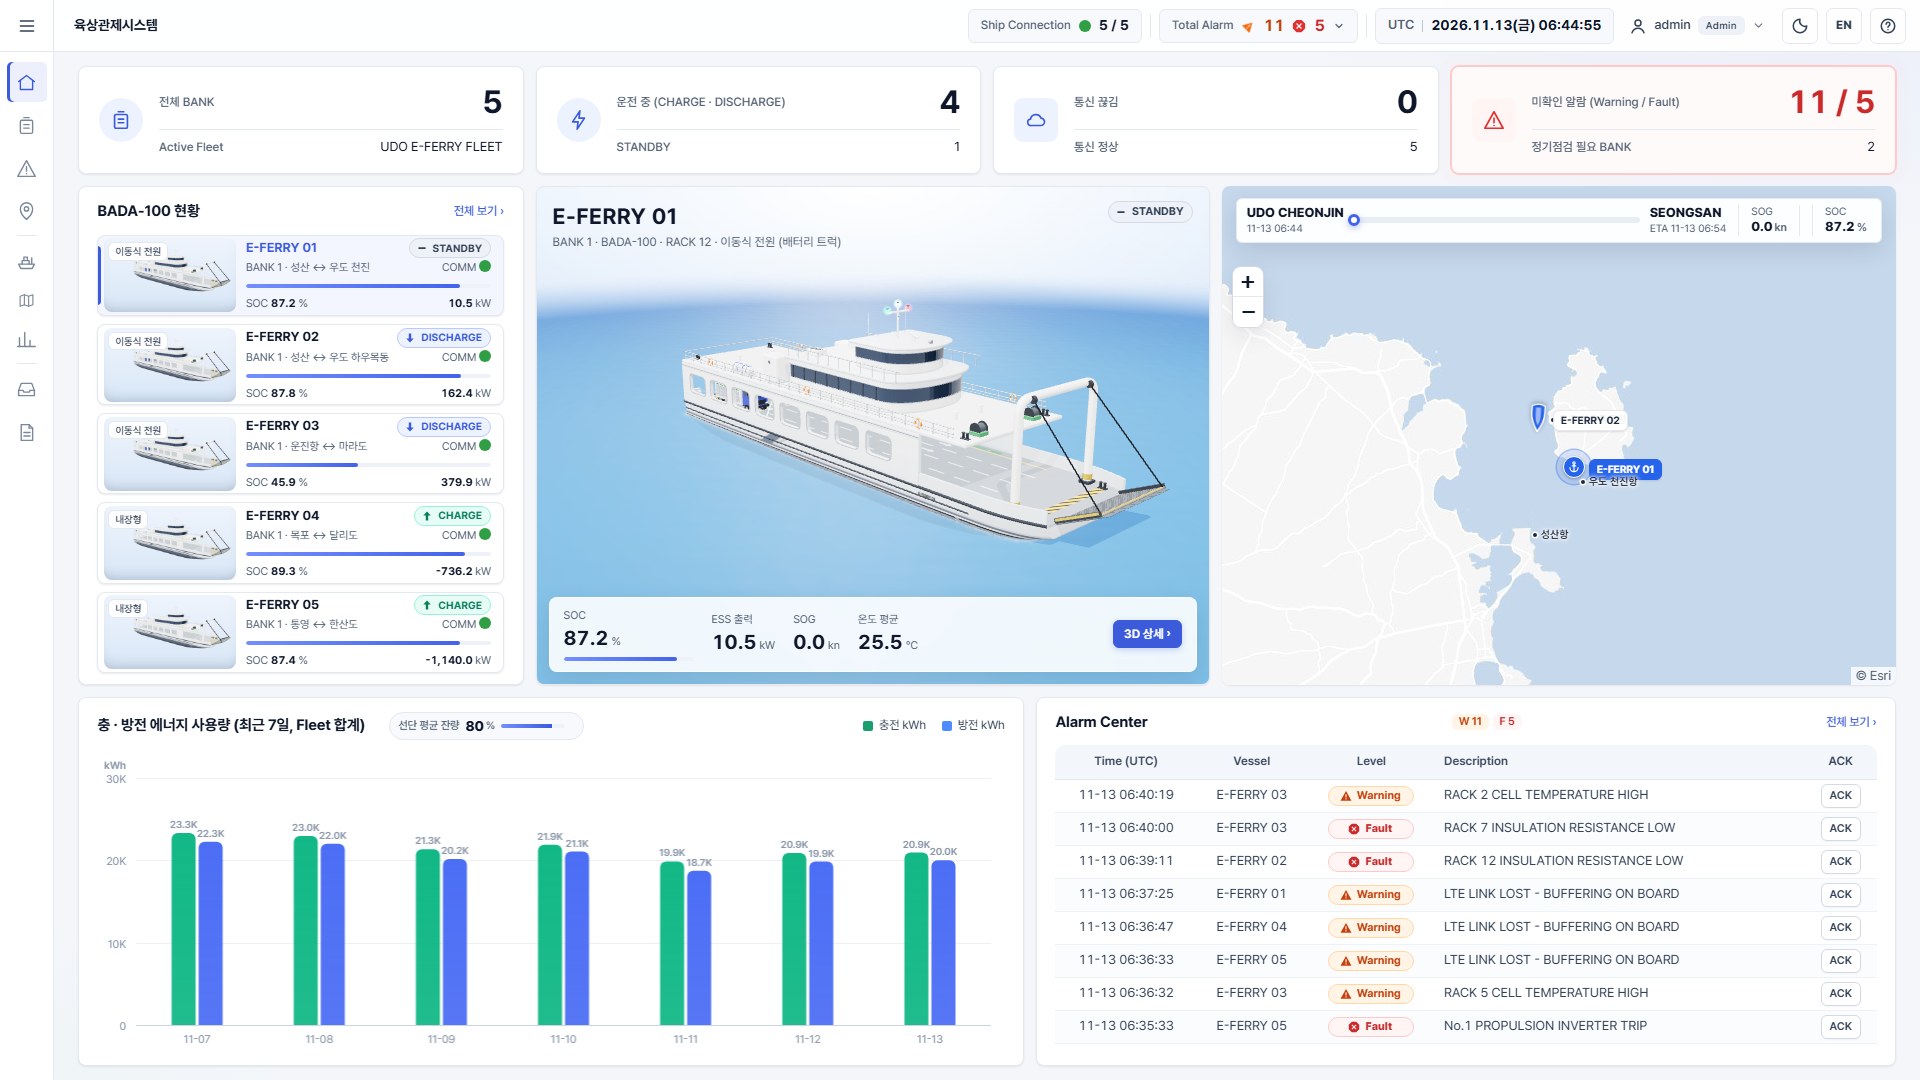 육상관제시스템
Ship Connection 5 / 5
Total Alarm 11 5
UTC 2026.11.13(금) 06:44:55
admin Admin
EN
전체 BANK 5
Active Fleet UDO E-FERRY FLEET
운전 중 (CHARGE · DISCHARGE) 4
STANDBY 1
통신 끊김 0
통신 정상 5
미확인 알람 (Warning / Fault) 11 / 5
정기점검 필요 BANK 2
BADA-100 현황 전체 보기 ›
이동식 전원 E-FERRY 01 STANDBY
BANK 1 · 성산 ↔ 우도 천진 COMM
SOC 87.2 % 10.5 kW
이동식 전원 E-FERRY 02 DISCHARGE
BANK 1 · 성산 ↔ 우도 하우목동 COMM
SOC 87.8 % 162.4 kW
이동식 전원 E-FERRY 03 DISCHARGE
BANK 1 · 운진항 ↔ 마라도 COMM
SOC 45.9 % 379.9 kW
내장형 E-FERRY 04 CHARGE
BANK 1 · 목포 ↔ 달리도 COMM
SOC 89.3 % -736.2 kW
내장형 E-FERRY 05 CHARGE
BANK 1 · 통영 ↔ 한산도 COMM
SOC 87.4 % -1,140.0 kW
E-FERRY 01 STANDBY
BANK 1 · BADA-100 · RACK 12 · 이동식 전원 (배터리 트럭)
SOC ESS 출력 SOG 온도 평균
87.2 % 10.5 kW 0.0 kn 25.5 °C
3D 상세 ›
UDO CHEONJIN SEONGSAN SOG SOC
11-13 06:44 ETA 11-13 06:54 0.0 kn 87.2 %
+
−
E-FERRY 02
E-FERRY 01
우도 천진항
성산항
© Esri
충 · 방전 에너지 사용량 (최근 7일, Fleet 합계) 선단 평균 잔량 80 % 충전 kWh 방전 kWh
kWh
30K
20K
10K
0
23.3K 22.3K
23.0K 22.0K
21.3K 20.2K
21.9K 21.1K
19.9K 18.7K
20.9K 19.9K
20.9K 20.0K
11-07 11-08 11-09 11-10 11-11 11-12 11-13
Alarm Center W 11 F 5 전체 보기 ›
Time (UTC) Vessel Level Description ACK
11-13 06:40:19 E-FERRY 03 Warning RACK 2 CELL TEMPERATURE HIGH ACK
11-13 06:40:00 E-FERRY 03 Fault RACK 7 INSULATION RESISTANCE LOW ACK
11-13 06:39:11 E-FERRY 02 Fault RACK 12 INSULATION RESISTANCE LOW ACK
11-13 06:37:25 E-FERRY 01 Warning LTE LINK LOST - BUFFERING ON BOARD ACK
11-13 06:36:47 E-FERRY 04 Warning LTE LINK LOST - BUFFERING ON BOARD ACK
11-13 06:36:33 E-FERRY 05 Warning LTE LINK LOST - BUFFERING ON BOARD ACK
11-13 06:36:32 E-FERRY 03 Warning RACK 5 CELL TEMPERATURE HIGH ACK
11-13 06:35:33 E-FERRY 05 Fault No.1 PROPULSION INVERTER TRIP ACK